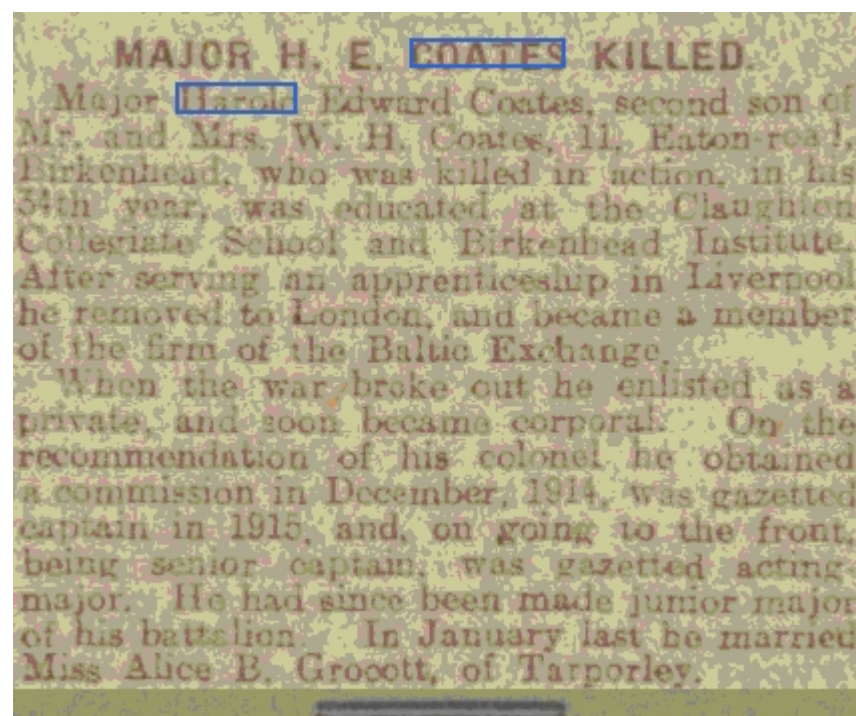 MAJOR H. E. COATES KILLED.
Major Harold Edward Coates, second son of
Mr. and Mrs. W. H. Coates, 11, Eaton-road,
Birkenhead, who was killed in action, in his
34th year, was educated at the Claughton
Collegiate School and Birkenhead Institute.
After serving an apprenticeship in Liverpool
he removed to London, and became a member
of the firm of the Baltic Exchange.
When the war broke out he enlisted as a
private, and soon became corporal. On the
recommendation of his colonel he obtained
a commission in December, 1914, was gazetted
captain in 1915, and, on going to the front,
being senior captain, was gazetted acting
major. He had since been made junior major
of his battalion. In January last he married
Miss Alice B. Grocott, of Tarporley.